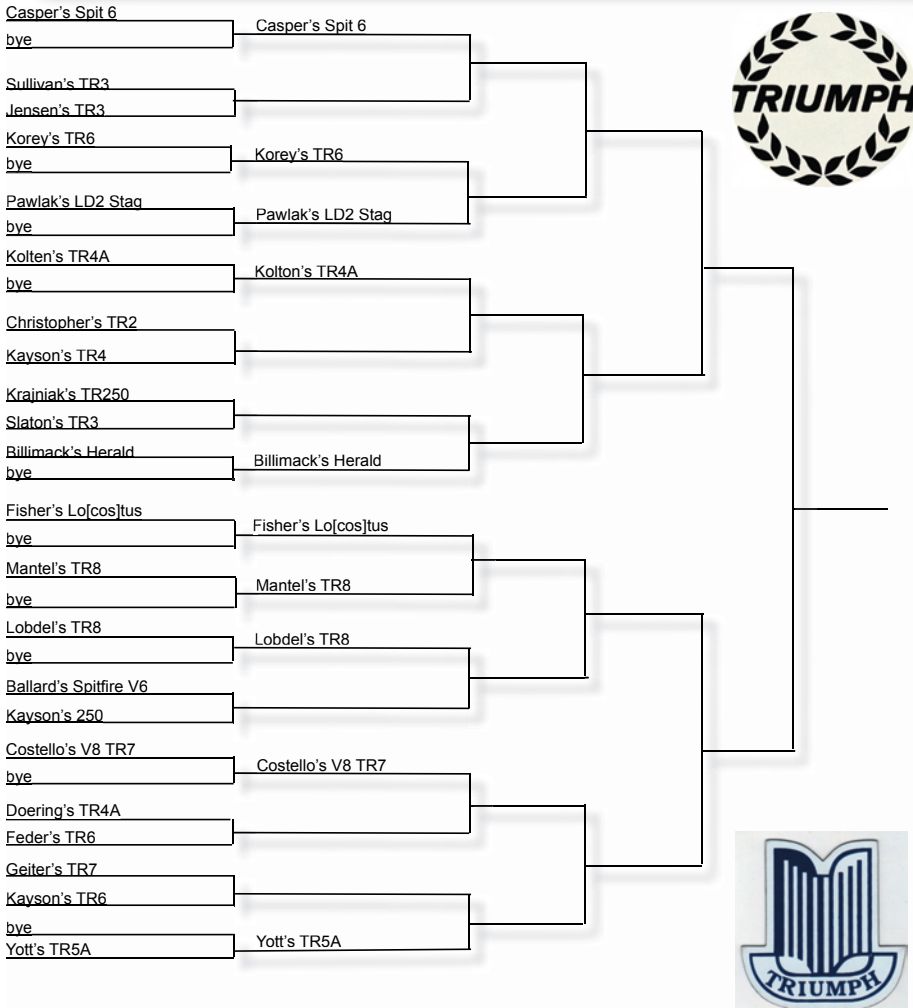 Casper's Spit 6
bye
Casper's Spit 6
Sullivan's TR3
Jensen's TR3
Korey's TR6
bye
Korey's TR6
Pawlak's LD2 Stag
bye
Pawlak's LD2 Stag
Kolten's TR4A
bye
Kolton's TR4A
Christopher's TR2
Kayson's TR4
Krajniak's TR250
Slaton's TR3
Billimack's Herald
bye
Billimack's Herald
Fisher's Lo[cos]tus
bye
Fisher's Lo[cos]tus
Mantel's TR8
bye
Mantel's TR8
Lobdel's TR8
bye
Lobdel's TR8
Ballard's Spitfire V6
Kayson's 250
Costello's V8 TR7
bye
Costello's V8 TR7
Doering's TR4A
Feder's TR6
Geiter's TR7
Kayson's TR6
bye
Yott's TR5A
Yott's TR5A
TRIUMPH
TRIUMPH